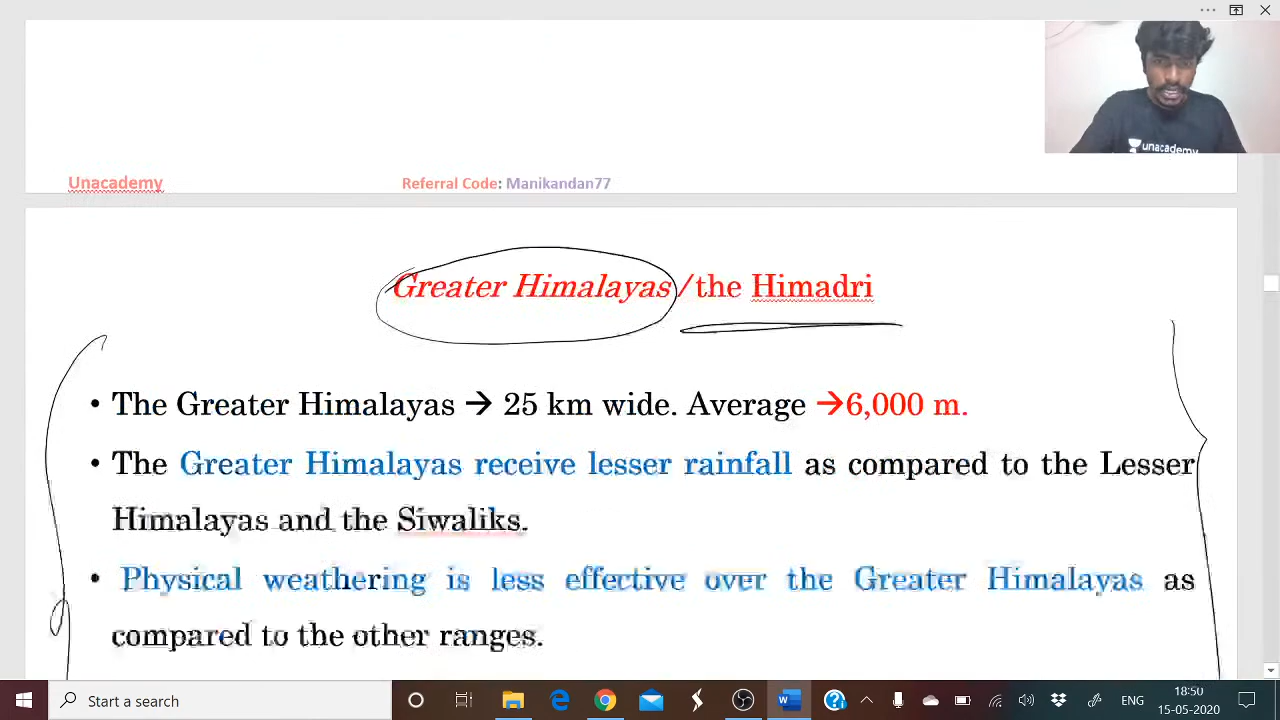 unacademy
Unacademy Referral Code: Manikandan77
Greater Himalayas /the Himadri
• The Greater Himalayas → 25 km wide. Average →6,000 m.
• The Greater Himalayas receive lesser rainfall as compared to the Lesser
Himalayas and the Siwaliks.
• Physical weathering is less effective over the Greater Himalayas as
compared to the other ranges.
Start a search
ENG
18:50
15-05-2020